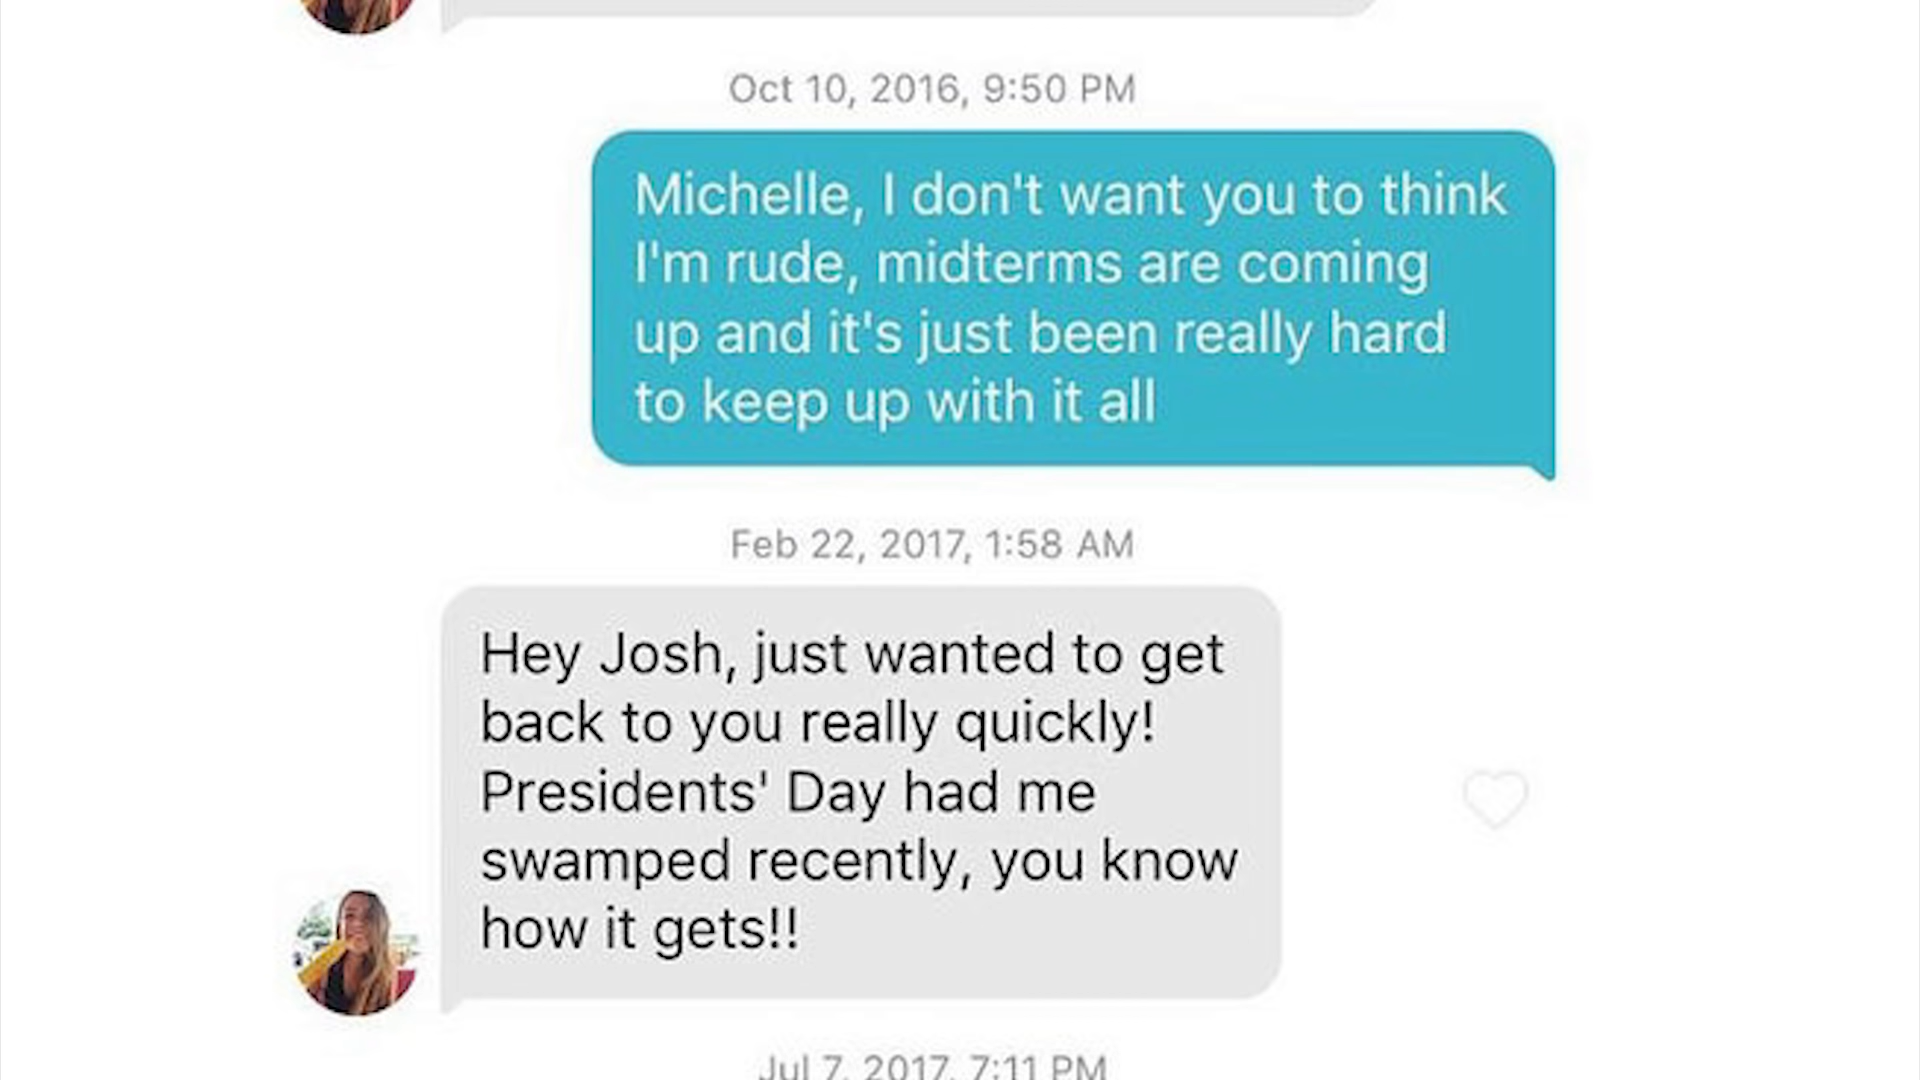 Oct 10, 2016, 9:50 PM
Michelle, I don't want you to think
I'm rude, midterms are coming
up and it's just been really hard
to keep up with it all
Feb 22, 2017, 1:58 AM
Hey Josh, just wanted to get
back to you really quickly!
Presidents' Day had me
swamped recently, you know
how it gets!!
Jul 7, 2017, 7:11 PM